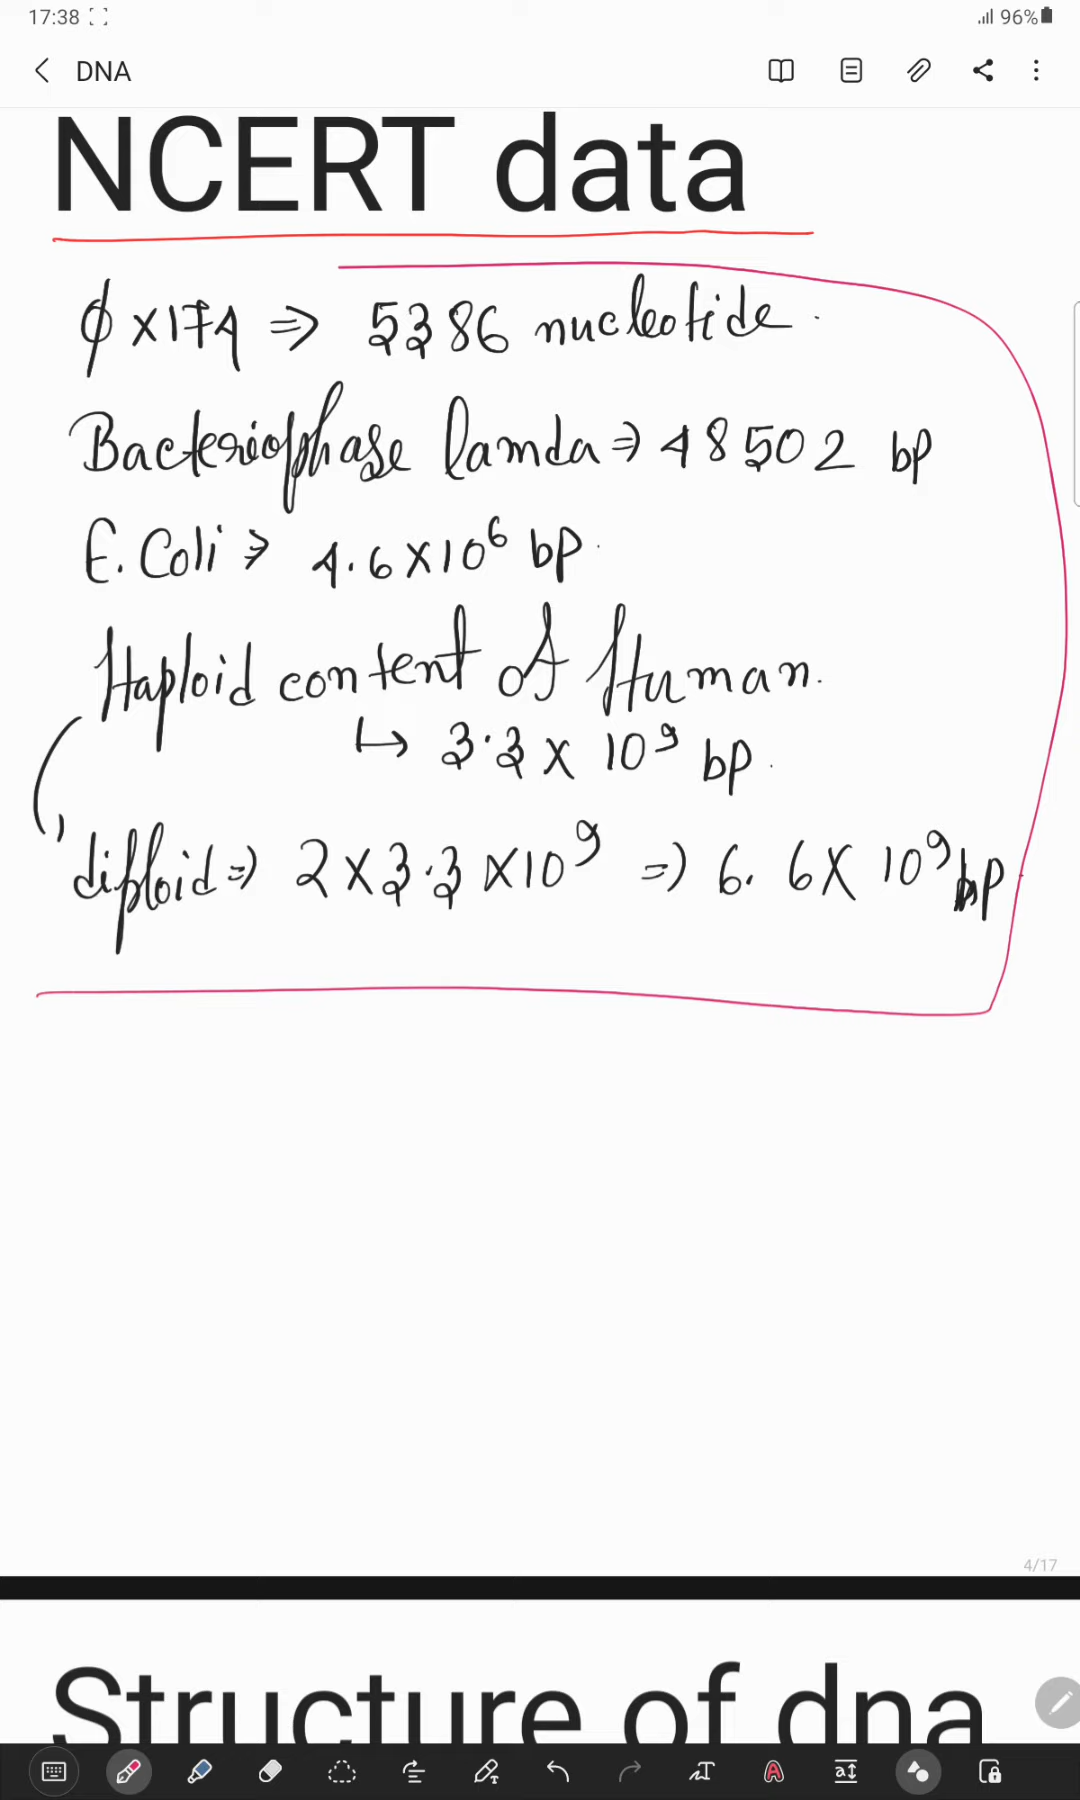 17:38
96%
DNA
NCERT data
ϕ x174 ⇒ 5386 nucleotide.
Bacteriophage lamda ⇒ 48502 bp
E. Coli ⇒ 4.6 × 10⁶ bp.
Haploid content of Human.
↳ 3.3 × 10⁹ bp.
diploid ⇒ 2 × 3.3 × 10⁹ ⇒ 6.6 × 10⁹ bp
4/17
Structure of dna